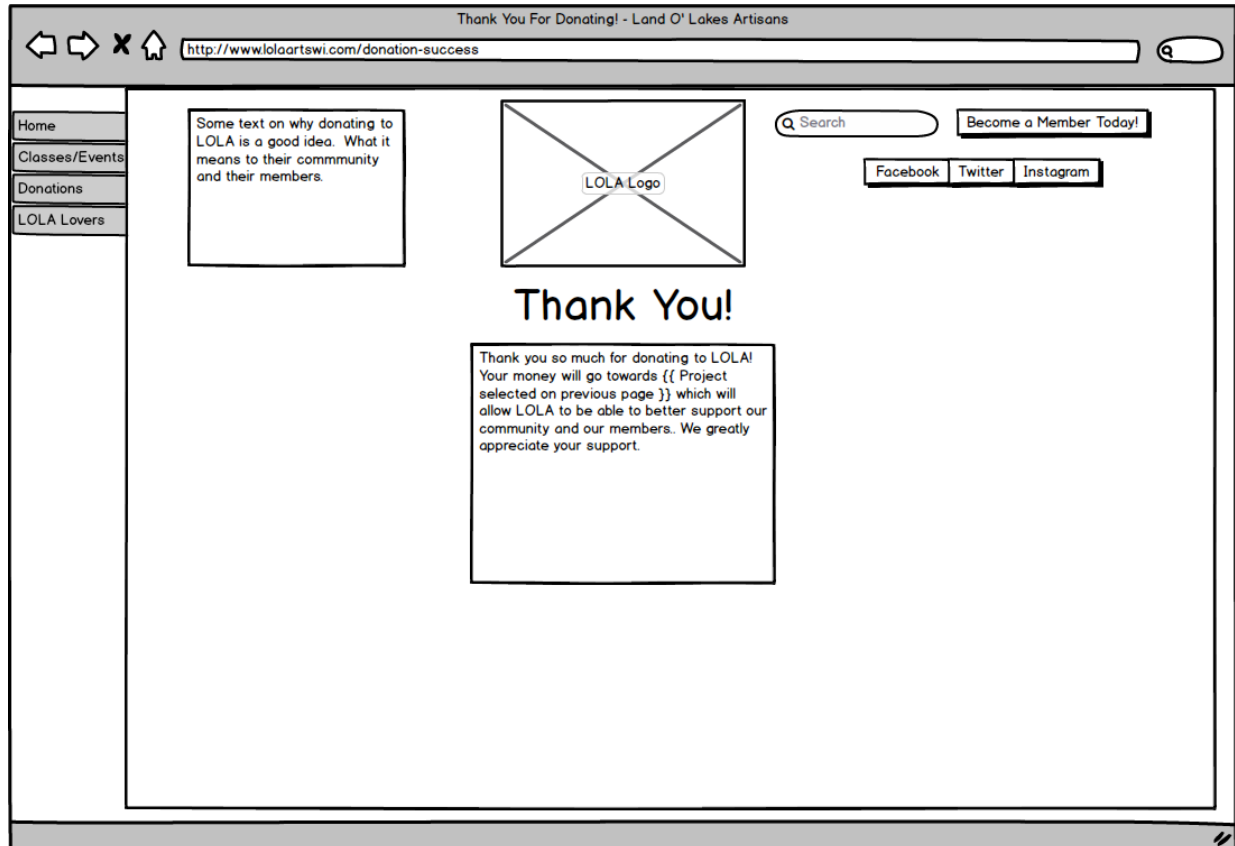 Thank You For Donating! - Land O' Lakes Artisans
http://www.lolaartswi.com/donation-success
Home
Classes/Events
Donations
LOLA Lovers
Some text on why donating to
LOLA is a good idea. What it
means to their commmunity
and their members.
LOLA Logo
Search
Become a Member Today!
Facebook Twitter Instagram
Thank You!
Thank you so much for donating to LOLA!
Your money will go towards {{ Project
selected on previous page }} which will
allow LOLA to be able to better support our
community and our members.. We greatly
appreciate your support.